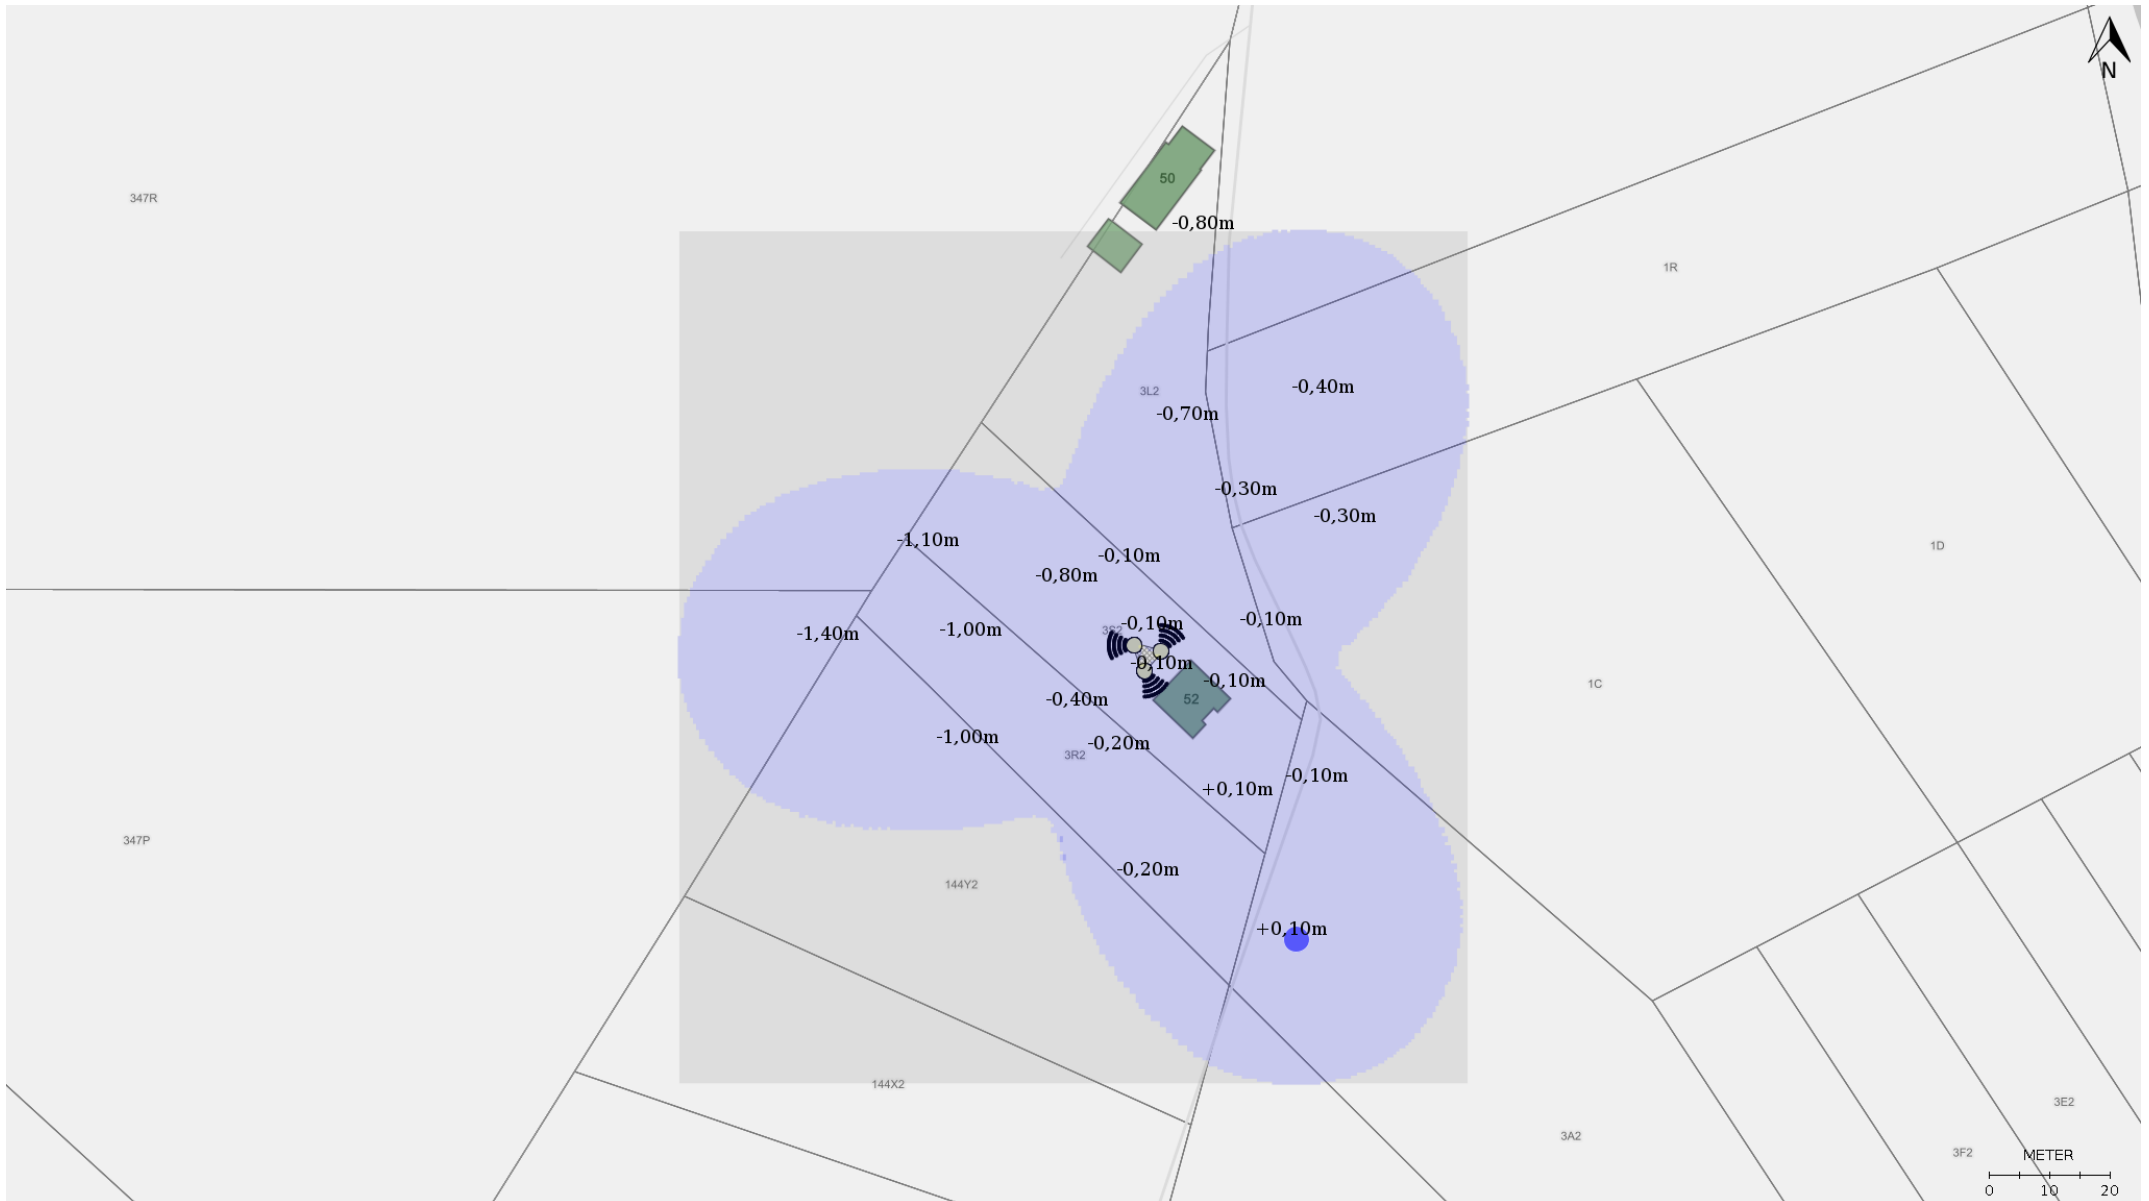 N
50
347R
-0,80m
1R
-0,40m
3L2
-0,70m
-0,30m
-0,30m
-1,10m
1D
-0,10m
-0,80m
-0,10m
-0,10m
-1,00m
3S2
-1,40m
-0,10m
-0,10m
1C
-0,40m
52
-1,00m
-0,20m
3R2
-0,10m
+0,10m
347P
-0,20m
144Y2
+0,10m
144X2
3E2
3A2
3F2
METER
0 10 20